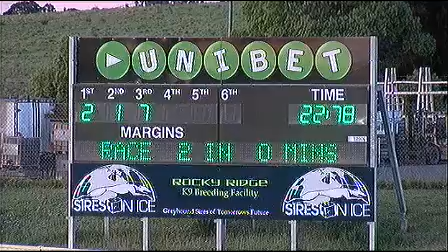 UNIBET
1ST 2ND 3RD 4TH 5TH 6TH TIME
2 1 7 22.78
MARGINS
RACE 2 IN 0 MINS
ROCKY RIDGE
K9 Breeding Facility
Greyhound Sires of Tomorrows Future
SIRES ON ICE
SIRES ON ICE